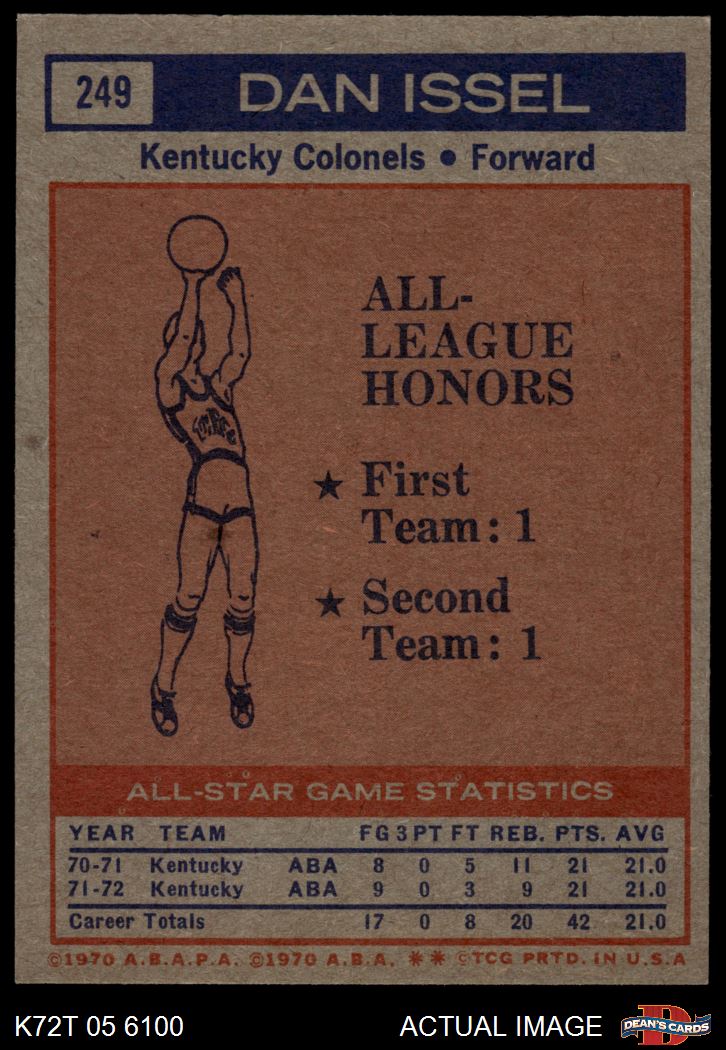 249
DAN ISSEL
Kentucky Colonels • Forward
ALL-
LEAGUE
HONORS
★ First
Team: 1
★ Second
Team: 1
ALL-STAR GAME STATISTICS
YEAR TEAM FG 3PT FT REB. PTS. AVG
70-71 Kentucky ABA 8 0 5 11 21 21.0
71-72 Kentucky ABA 9 0 3 9 21 21.0
Career Totals 17 0 8 20 42 21.0
©1970 A.B.A.P.A. ©1970 A.B.A. ** ©TCG PRTD. IN U.S.A
K72T 05 6100
ACTUAL IMAGE
DEAN'S CARDS